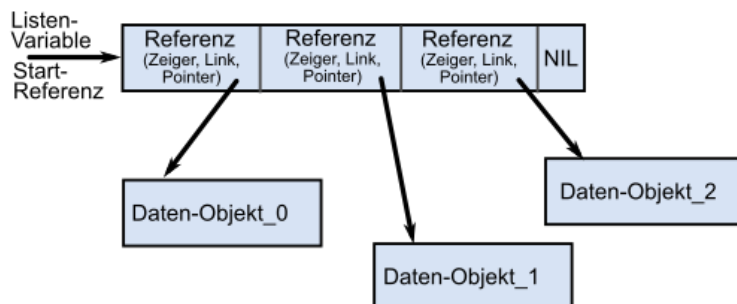 Listen-
Variable
Start-
Referenz
Referenz
(Zeiger, Link,
Pointer)
Referenz
(Zeiger, Link,
Pointer)
Referenz
(Zeiger, Link,
Pointer)
NIL
Daten-Objekt_0
Daten-Objekt_2
Daten-Objekt_1